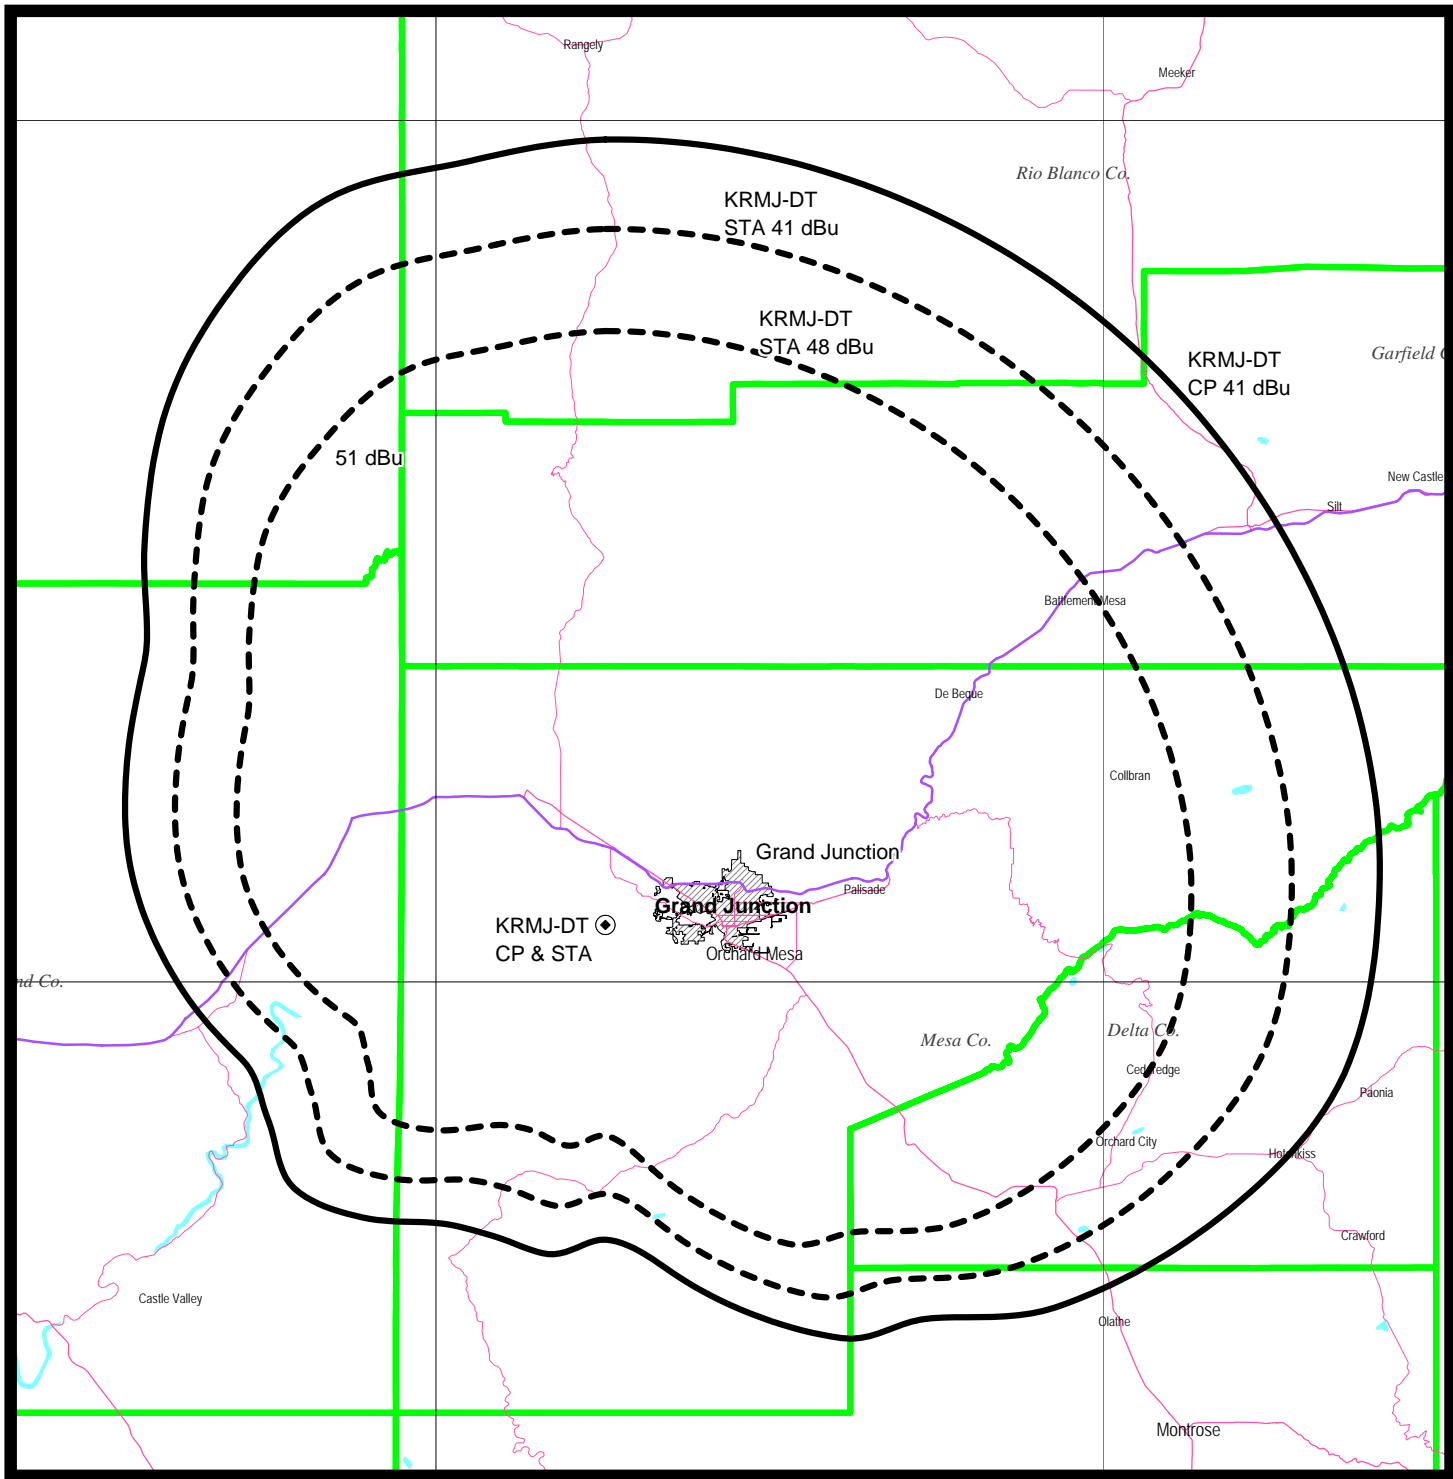 Rangely
Meeker
Rio Blanco Co.
KRMJ-DT
STA 41 dBu
KRMJ-DT
STA 48 dBu
KRMJ-DT
CP 41 dBu
Garfield C
51 dBu
New Castle
Silt
Battlement Mesa
De Beque
Collbran
Grand Junction
Palisade
Grand Junction
KRMJ-DT
CP & STA
Orchard Mesa
nd Co.
Mesa Co.
Delta Co.
Cedaredge
Paonia
Orchard City
Hotchkiss
Crawford
Castle Valley
Olathe
Montrose